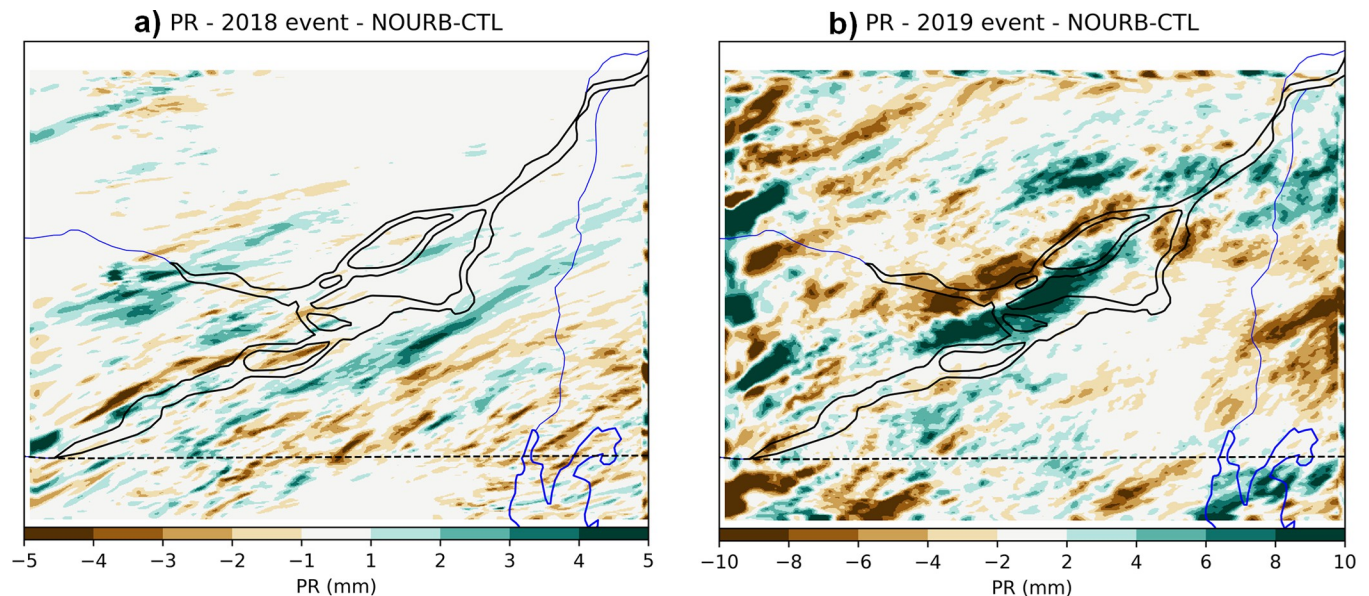 a) PR - 2018 event - NOURB-CTL
−5 −4 −3 −2 −1 1 2 3 4 5
PR (mm)
b) PR - 2019 event - NOURB-CTL
−10 −8 −6 −4 −2 2 4 6 8 10
PR (mm)